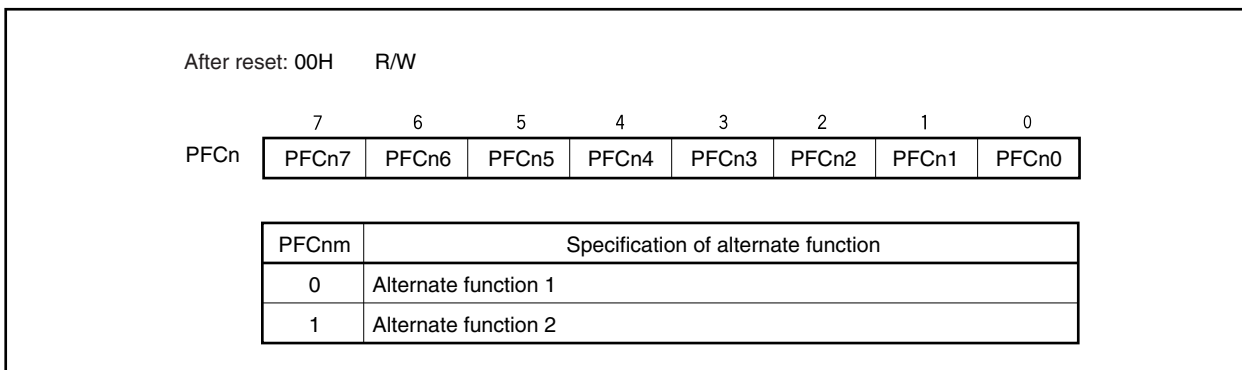 After reset: 00H R/W
7 6 5 4 3 2 1 0
PFCn PFCn7 PFCn6 PFCn5 PFCn4 PFCn3 PFCn2 PFCn1 PFCn0
PFCnm Specification of alternate function
0 Alternate function 1
1 Alternate function 2